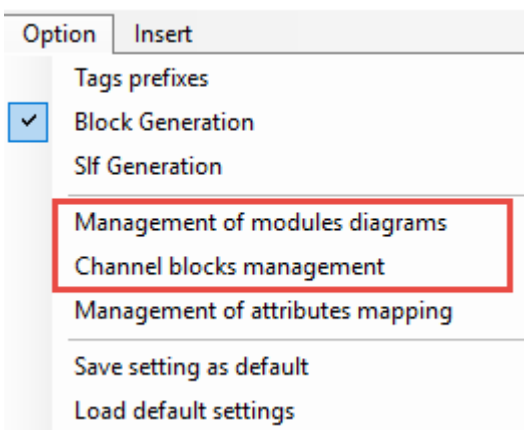 Option Insert
Tags prefixes
Block Generation
Slf Generation
Management of modules diagrams
Channel blocks management
Management of attributes mapping
Save setting as default
Load default settings